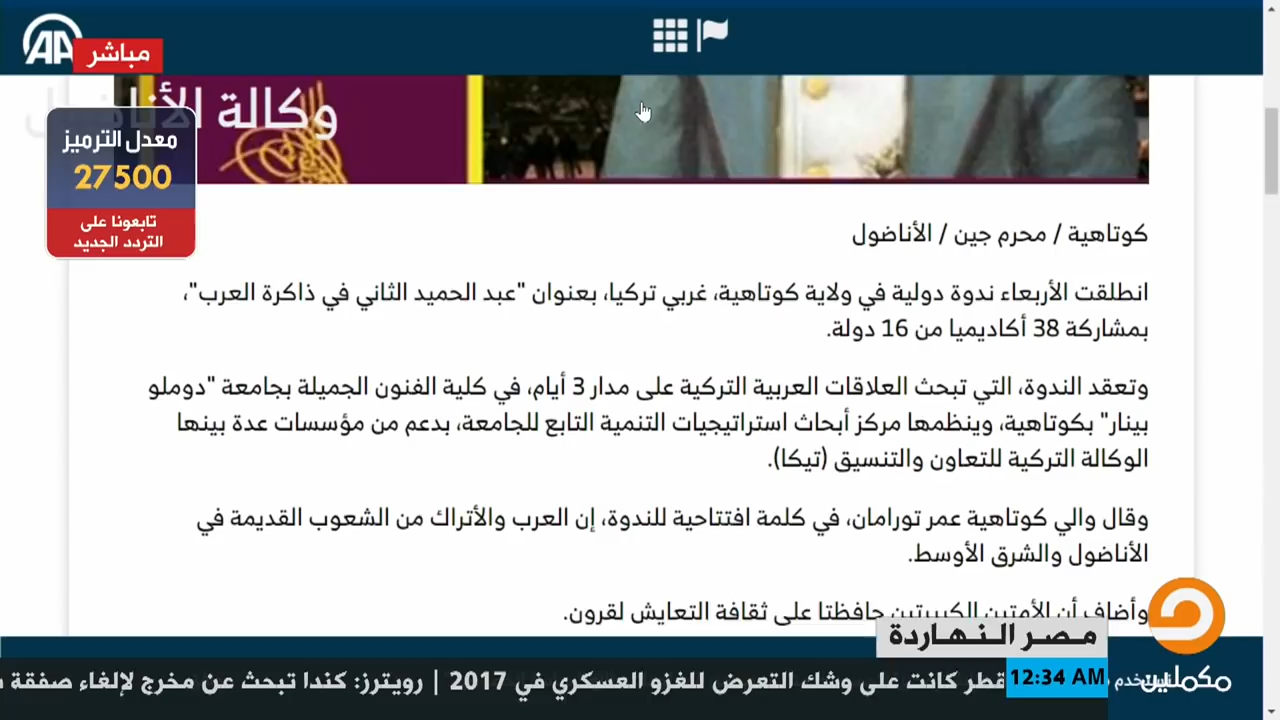 AA
مباشر
وكالة الأناضول
معدل الترميز
27500
تابعونا على
التردد الجديد
كوتاهية / محرم جين / الأناضول
انطلقت الأربعاء ندوة دولية في ولاية كوتاهية، غربي تركيا، بعنوان "عبد الحميد الثاني في ذاكرة العرب"،
بمشاركة 38 أكاديميا من 16 دولة.
وتعقد الندوة، التي تبحث العلاقات العربية التركية على مدار 3 أيام، في كلية الفنون الجميلة بجامعة "دوملو
بينار" بكوتاهية، وينظمها مركز أبحاث استراتيجيات التنمية التابع للجامعة، بدعم من مؤسسات عدة بينها
الوكالة التركية للتعاون والتنسيق (تيكا).
وقال والي كوتاهية عمر تورامان، في كلمة افتتاحية للندوة، إن العرب والأتراك من الشعوب القديمة في
الأناضول والشرق الأوسط.
وأضاف أن الأمتين الكبيرتين حافظتا على ثقافة التعايش لقرون.
مصر النهاردة
12:34 AM
قطر كانت على وشك التعرض للغزو العسكري في 2017 | رويترز: كندا تبحث عن مخرج لإلغاء صفقة
مكملين